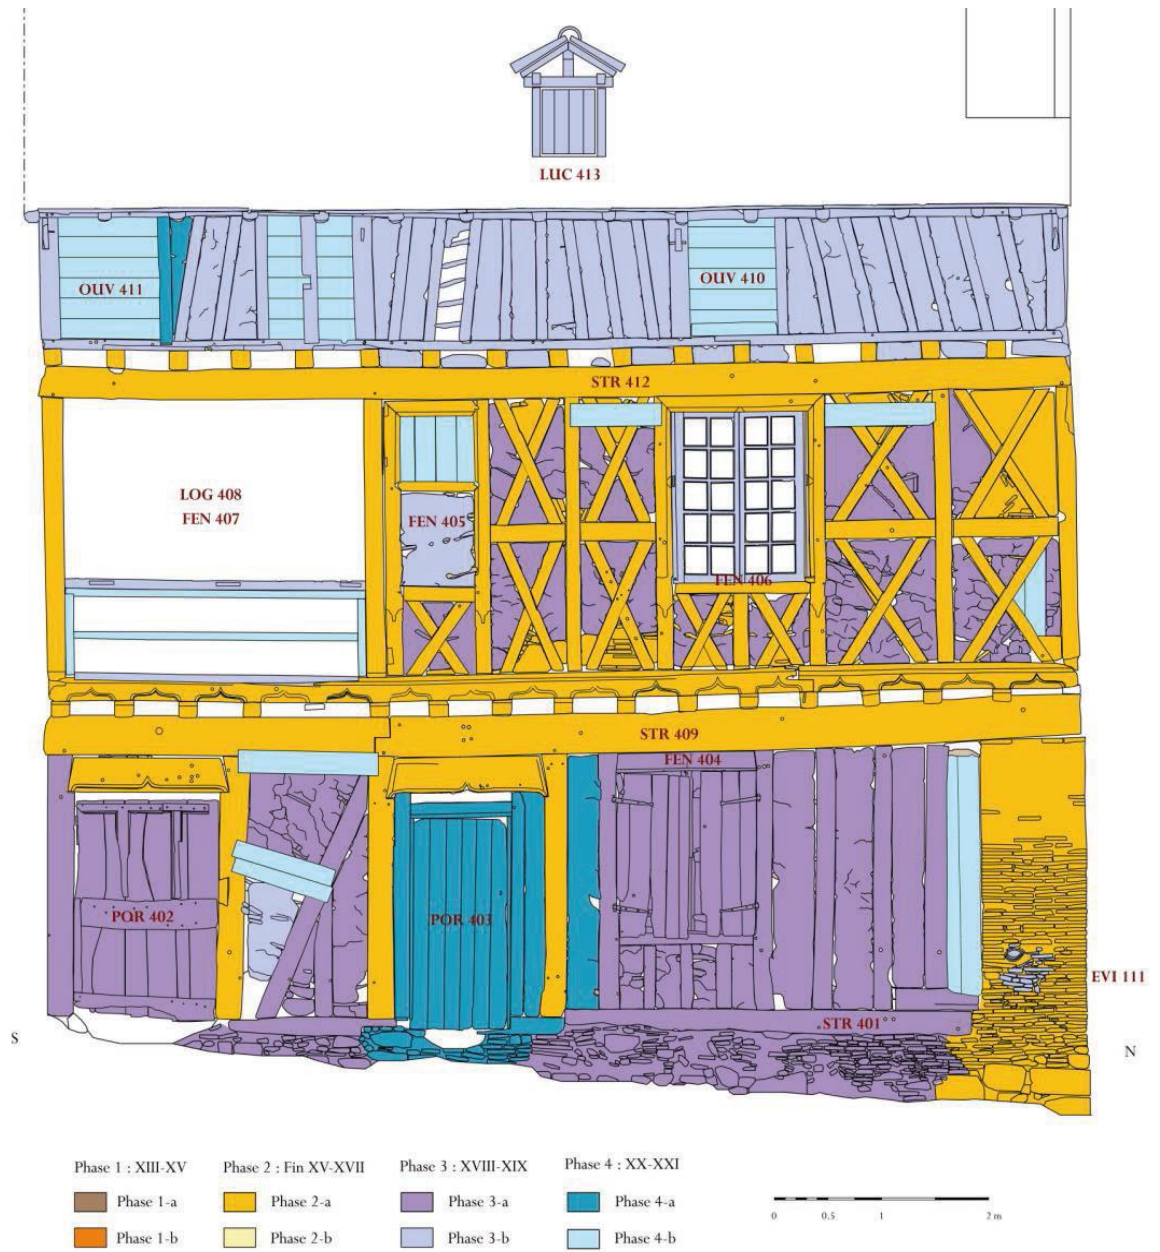 LUC 413
OUV 411
OUV 410
STR 412
LOG 408
FEN 407
FEN 405
FEN 406
STR 409
FEN 404
POR 402
POR 403
EVI 111
STR 401
S
N
Phase 1 : XIII-XV
Phase 2 : Fin XV-XVII
Phase 3 : XVIII-XIX
Phase 4 : XX-XXI
Phase 1-a
Phase 2-a
Phase 3-a
Phase 4-a
Phase 1-b
Phase 2-b
Phase 3-b
Phase 4-b
0 0.5 1 2 m